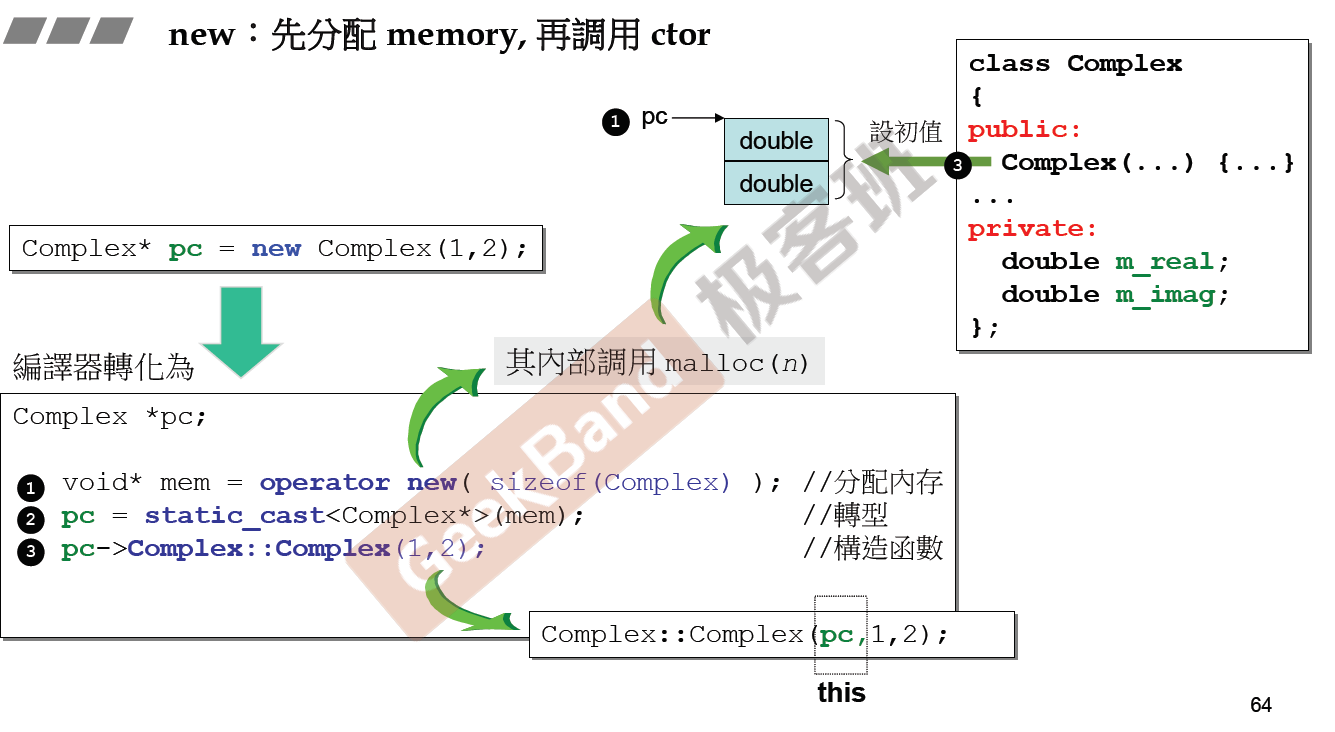 new：先分配 memory, 再調用 ctor
class Complex
{
public:
Complex(...) {...}
...
private:
double m_real;
double m_imag;
};
1 pc
double
double
設初值
3
Complex* pc = new Complex(1,2);
編譯器轉化為
其內部調用 malloc(n)
Complex *pc;
1 void* mem = operator new( sizeof(Complex) ); //分配內存
2 pc = static_cast<Complex*>(mem); //轉型
3 pc->Complex::Complex(1,2); //構造函數
Complex::Complex(pc,1,2);
this
GeekBand 极客班
64